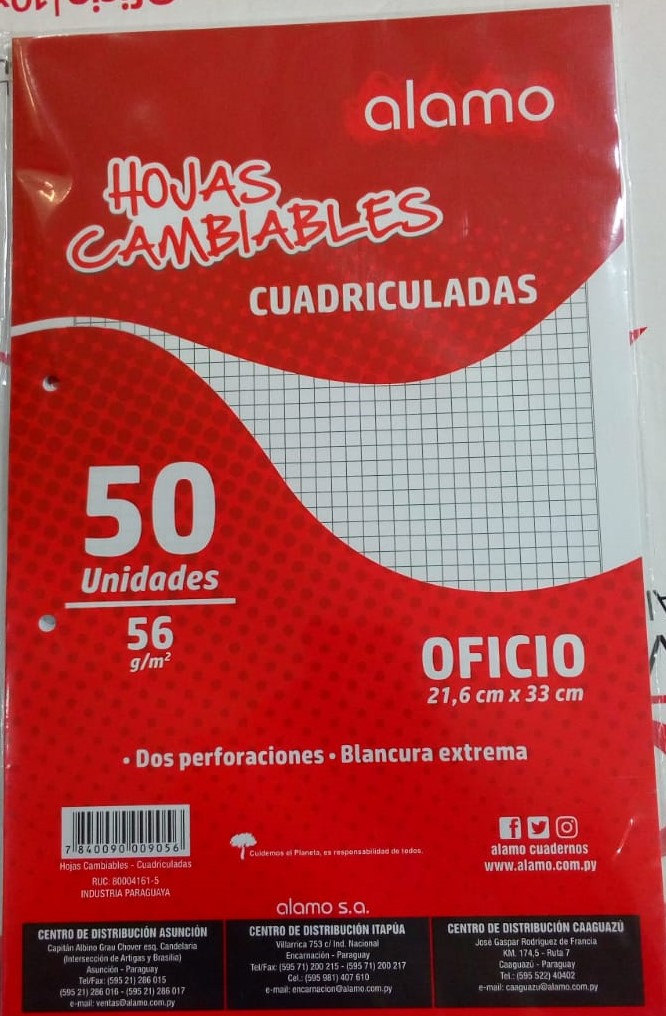 alamo
HOJAS
CAMBIABLES
CUADRICULADAS
50
Unidades
56
g/m²
OFICIO
21,6 cm x 33 cm
• Dos perforaciones • Blancura extrema
7 840090 009056
Hojas Cambiables - Cuadriculadas
RUC: 80004161-5
INDUSTRIA PARAGUAYA
Cuidemos el Planeta, es responsabilidad de todos.
alamo cuadernos
www.alamo.com.py
alamo s.a.
CENTRO DE DISTRIBUCIÓN ASUNCIÓN
Capitán Albino Grau Chover esq. Candelaria
(Intersección de Artigas y Brasilia)
Asunción - Paraguay
Tel/Fax: (595 21) 286 015
(595 21) 286 016 - (595 21) 286 017
e-mail: ventas@alamo.com.py
CENTRO DE DISTRIBUCIÓN ITAPÚA
Villarrica 753 c/ Ind. Nacional
Encarnación - Paraguay
Tel/Fax: (595 71) 200 215 - (595 71) 200 217
Cel.: (595 981) 407 610
e-mail: encarnacion@alamo.com.py
CENTRO DE DISTRIBUCIÓN CAAGUAZÚ
José Gaspar Rodríguez de Francia
KM. 174,5 - Ruta 7
Caaguazú - Paraguay
Tel.: (595 522) 40402
e-mail: caaguazu@alamo.com.py